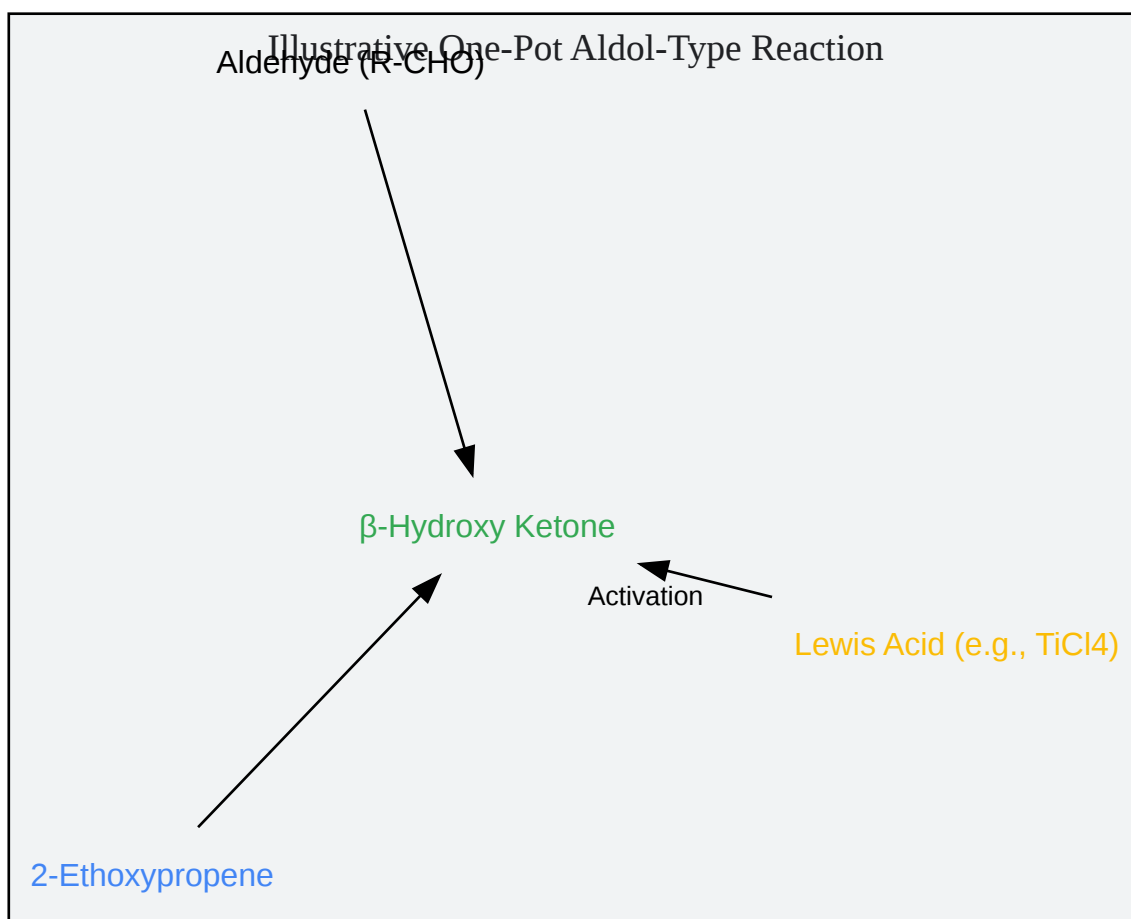 Illustrative One-Pot Aldol-Type Reaction
Aldehyde (R-CHO)
β-Hydroxy Ketone
Activation
Lewis Acid (e.g., TiCl4)
2-Ethoxypropene